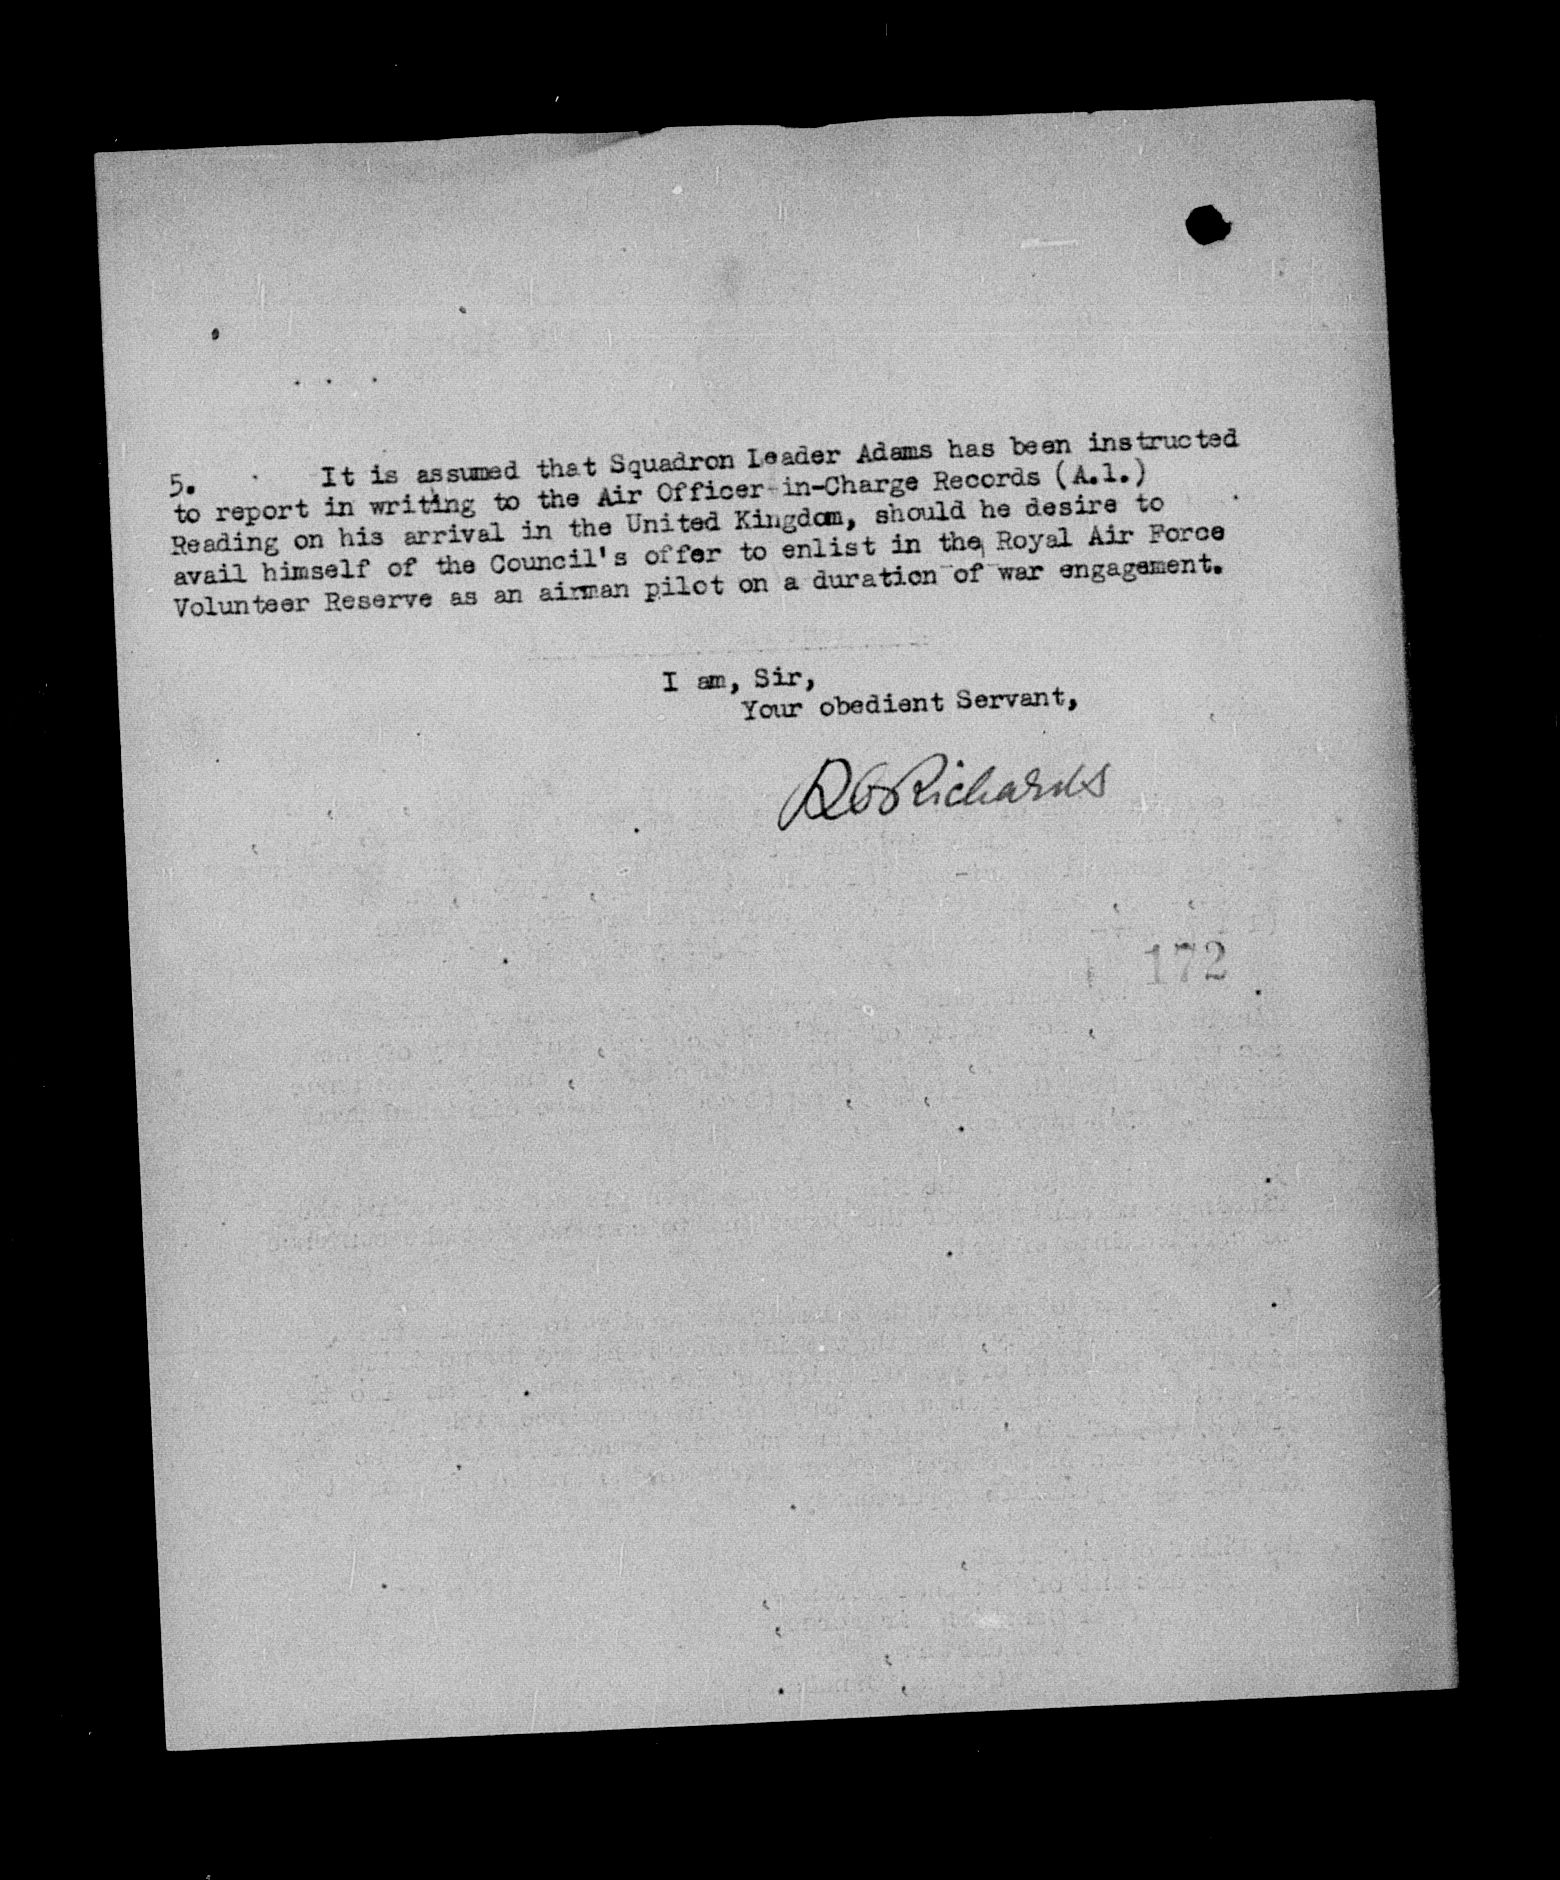 5. It is assumed that Squadron Leader Adams has been instructed
to report in writing to the Air Officer-in-Charge Records (A.1.)
Reading on his arrival in the United Kingdom, should he desire to
avail himself of the Council's offer to enlist in the Royal Air Force
Volunteer Reserve as an airman pilot on a duration of war engagement.
I am, Sir,
Your obedient Servant,
Richards
172